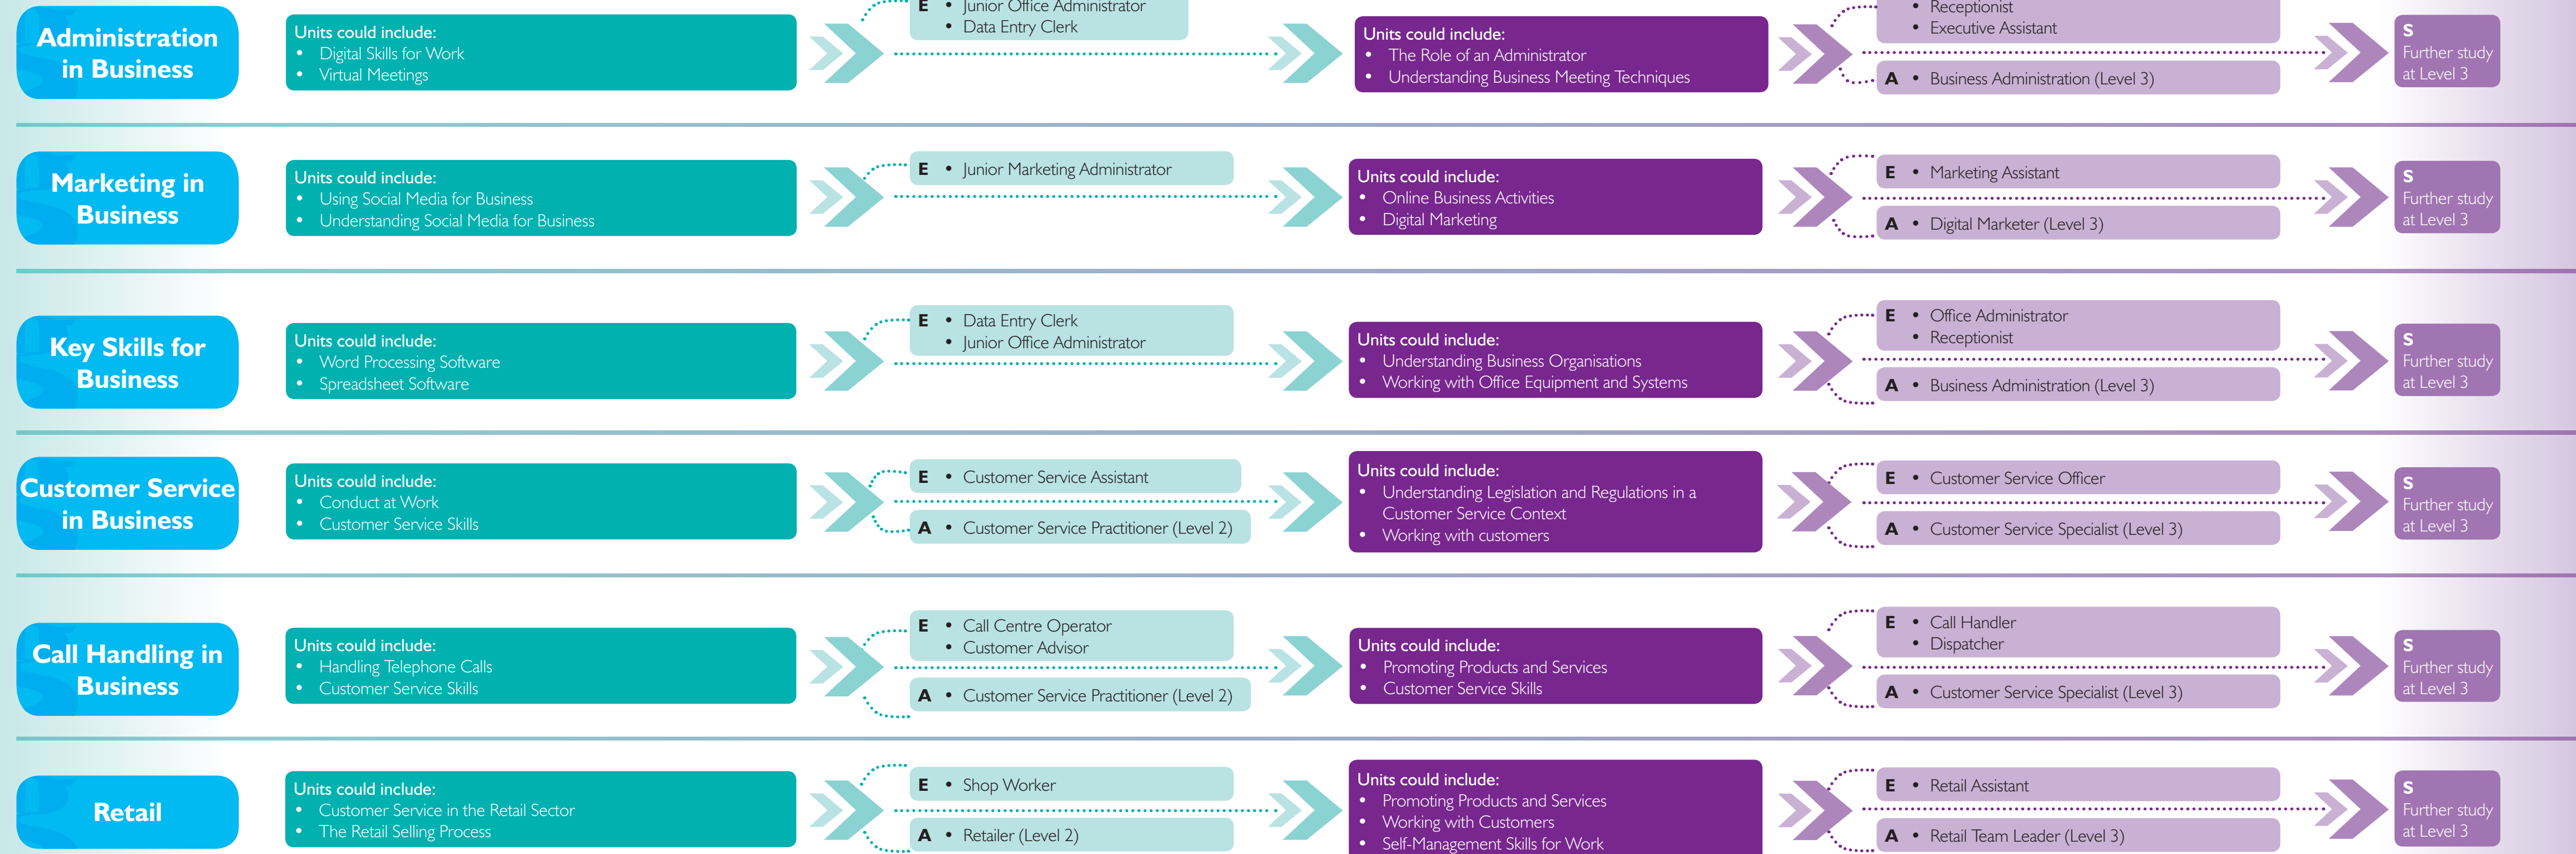 Administration
in Business
Units could include:
• Digital Skills for Work
• Virtual Meetings
E • Junior Office Administrator
• Data Entry Clerk
Units could include:
• The Role of an Administrator
• Understanding Business Meeting Techniques
• Receptionist
• Executive Assistant
A • Business Administration (Level 3)
S
Further study
at Level 3
Marketing in
Business
Units could include:
• Using Social Media for Business
• Understanding Social Media for Business
E • Junior Marketing Administrator
Units could include:
• Online Business Activities
• Digital Marketing
E • Marketing Assistant
A • Digital Marketer (Level 3)
S
Further study
at Level 3
Key Skills for
Business
Units could include:
• Word Processing Software
• Spreadsheet Software
E • Data Entry Clerk
• Junior Office Administrator
Units could include:
• Understanding Business Organisations
• Working with Office Equipment and Systems
E • Office Administrator
• Receptionist
A • Business Administration (Level 3)
S
Further study
at Level 3
Customer Service
in Business
Units could include:
• Conduct at Work
• Customer Service Skills
E • Customer Service Assistant
A • Customer Service Practitioner (Level 2)
Units could include:
• Understanding Legislation and Regulations in a
Customer Service Context
• Working with customers
E • Customer Service Officer
A • Customer Service Specialist (Level 3)
S
Further study
at Level 3
Call Handling in
Business
Units could include:
• Handling Telephone Calls
• Customer Service Skills
E • Call Centre Operator
• Customer Advisor
A • Customer Service Practitioner (Level 2)
Units could include:
• Promoting Products and Services
• Customer Service Skills
E • Call Handler
• Dispatcher
A • Customer Service Specialist (Level 3)
S
Further study
at Level 3
Retail
Units could include:
• Customer Service in the Retail Sector
• The Retail Selling Process
E • Shop Worker
A • Retailer (Level 2)
Units could include:
• Promoting Products and Services
• Working with Customers
• Self-Management Skills for Work
E • Retail Assistant
A • Retail Team Leader (Level 3)
S
Further study
at Level 3